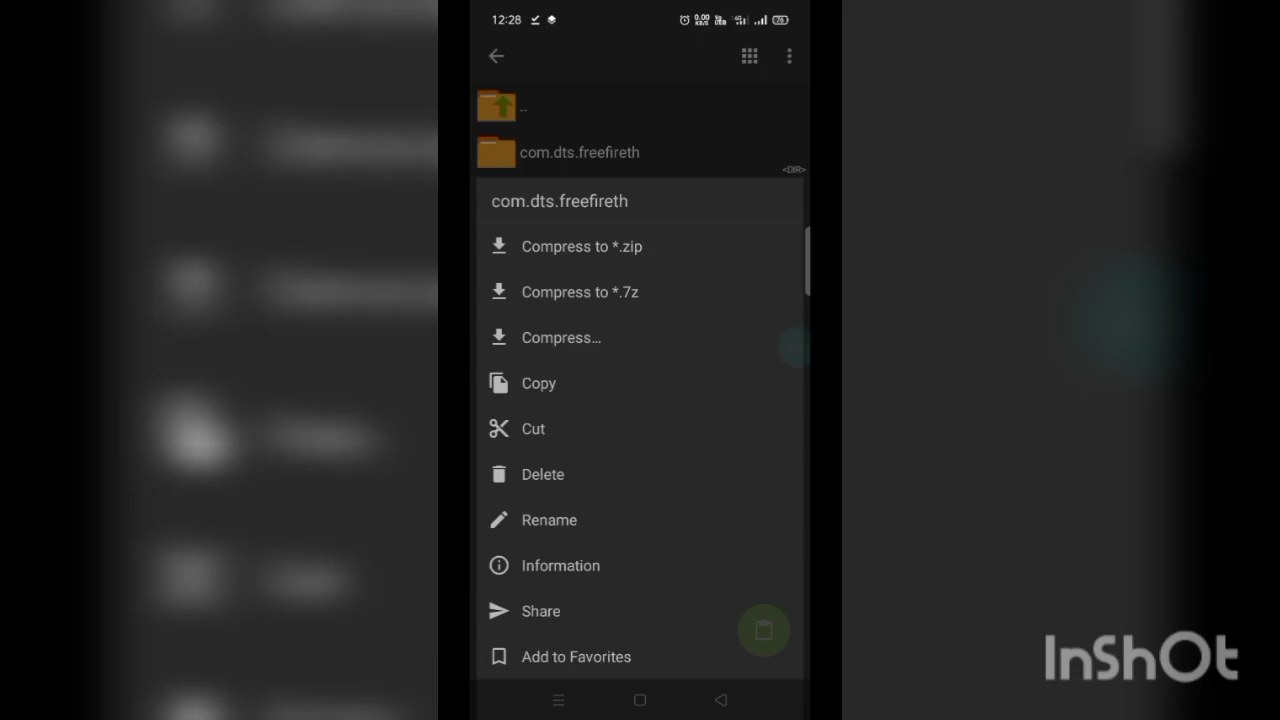 12:28
..
com.dts.freefireth
<DIR>
com.dts.freefireth
Compress to *.zip
Compress to *.7z
Compress...
Copy
Cut
Delete
Rename
Information
Share
Add to Favorites
InShOt